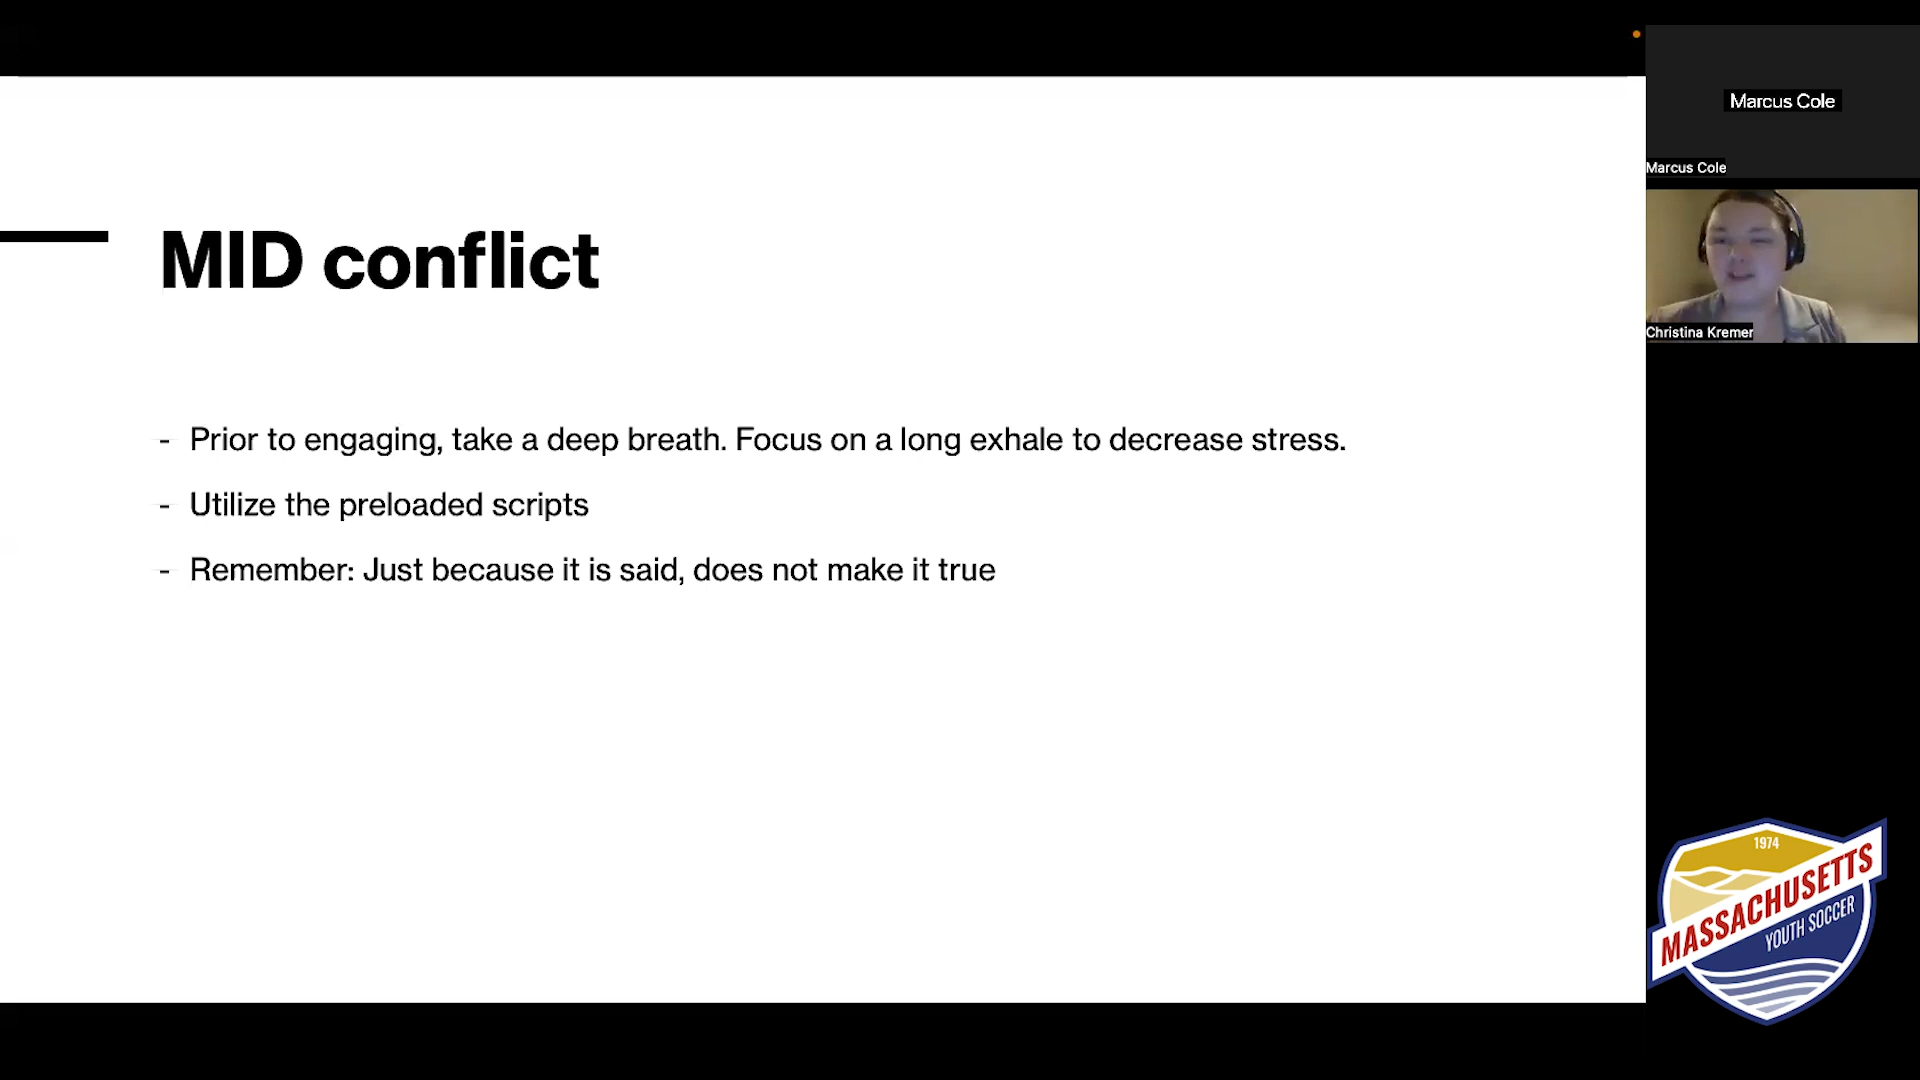 MID conflict
- Prior to engaging, take a deep breath. Focus on a long exhale to decrease stress.
- Utilize the preloaded scripts
- Remember: Just because it is said, does not make it true
Marcus Cole
Marcus Cole
Christina Kremer
1974
MASSACHUSETTS
YOUTH SOCCER